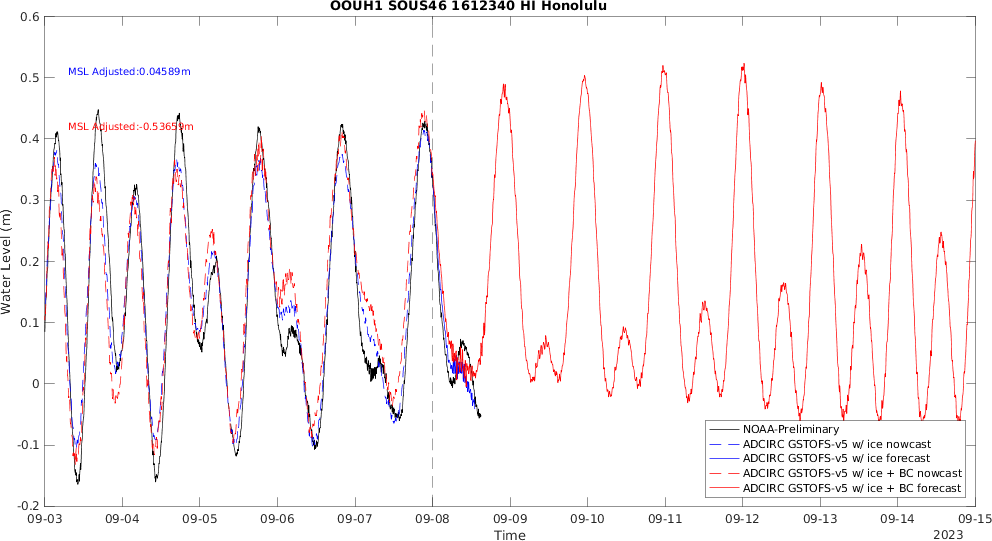 OOUH1 SOUS46 1612340 HI Honolulu
0.6
0.5
0.4
0.3
0.2
0.1
0
-0.1
-0.2
Water Level (m)
MSL Adjusted:0.04589m
MSL Adjusted:-0.53659m
NOAA-Preliminary
ADCIRC GSTOFS-v5 w/ ice nowcast
ADCIRC GSTOFS-v5 w/ ice forecast
ADCIRC GSTOFS-v5 w/ ice + BC nowcast
ADCIRC GSTOFS-v5 w/ ice + BC forecast
09-03 09-04 09-05 09-06 09-07 09-08 09-09 09-10 09-11 09-12 09-13 09-14 09-15
Time
2023